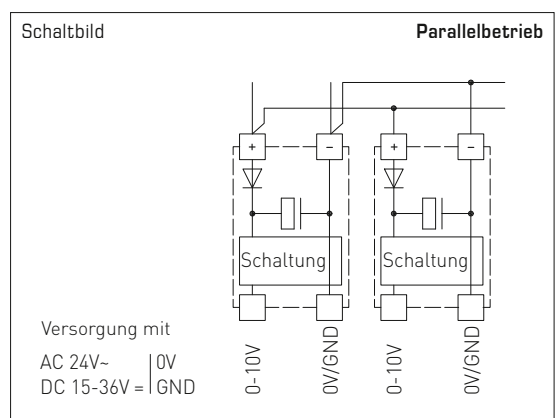 Schaltbild
Parallelbetrieb
+
−
+
−
Schaltung
Schaltung
Versorgung mit
AC 24V~ | 0V
DC 15-36V = | GND
0-10V
0V/GND
0-10V
0V/GND